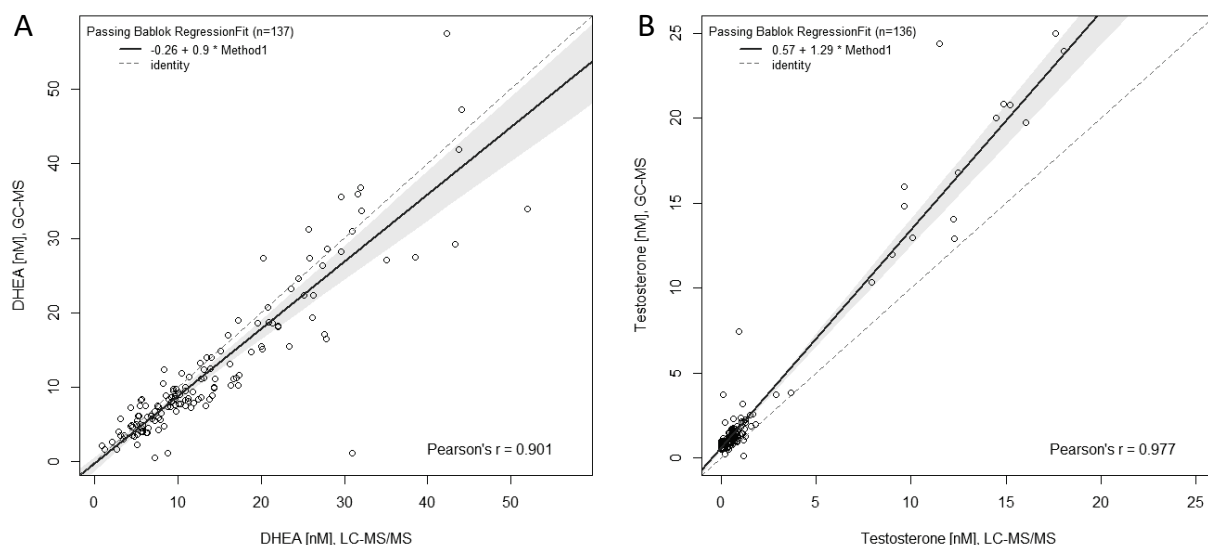 A
Passing Bablok RegressionFit (n=137)
-0.26 + 0.9 * Method1
identity
DHEA [nM], GC-MS
0
10
20
30
40
50
Pearson's r = 0.901
0
10
20
30
40
50
DHEA [nM], LC-MS/MS
B
Passing Bablok RegressionFit (n=136)
0.57 + 1.29 * Method1
identity
Testosterone [nM], GC-MS
0
5
10
15
20
25
Pearson's r = 0.977
0
5
10
15
20
25
Testosterone [nM], LC-MS/MS